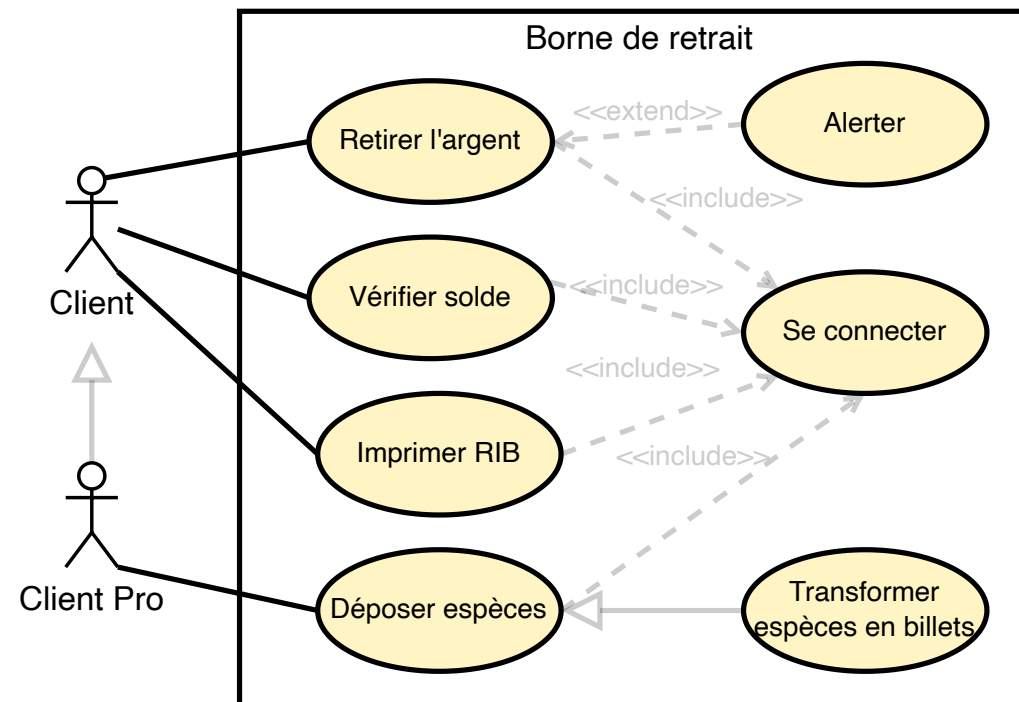 Borne de retrait
Retirer l'argent
<<extend>>
Alerter
<<include>>
Client
Vérifier solde
<<include>>
Se connecter
<<include>>
Imprimer RIB
<<include>>
Client Pro
Déposer espèces
Transformer
espèces en billets